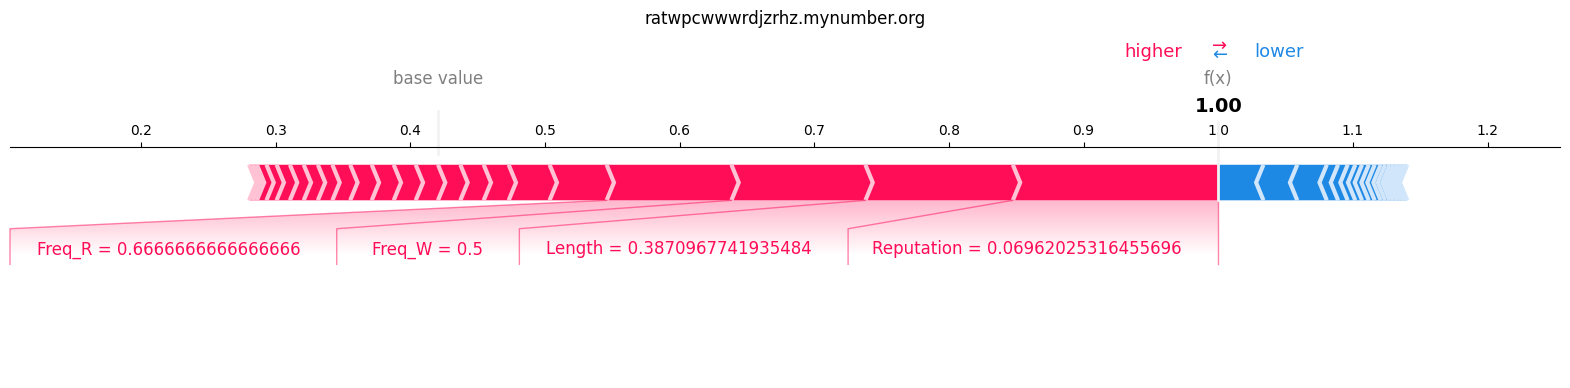 ratwpcwwwrdjzrhz.mynumber.org
higher ⇄ lower
base value f(x)
1.00
0.2 0.3 0.4 0.5 0.6 0.7 0.8 0.9 1.0 1.1 1.2
Freq_R = 0.6666666666666666 Freq_W = 0.5 Length = 0.3870967741935484 Reputation = 0.06962025316455696